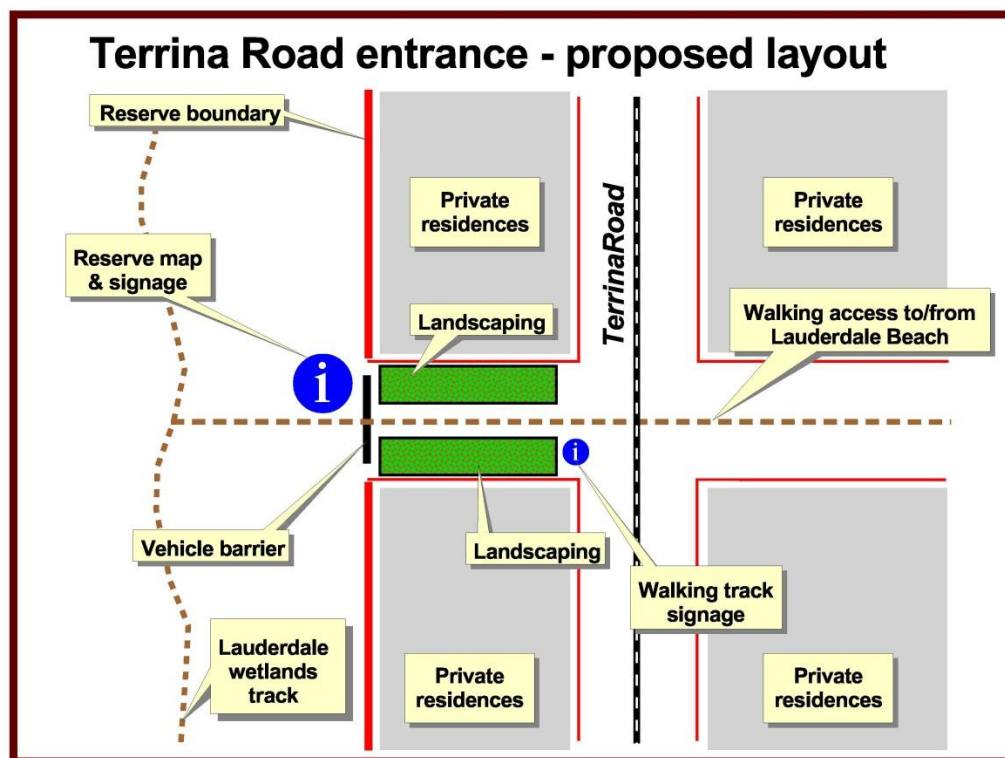 Terrina Road entrance - proposed layout
Reserve boundary
Private
residences
TerrinaRoad
Private
residences
Reserve map
& signage
Landscaping
Walking access to/from
Lauderdale Beach
i
i
Vehicle barrier
Landscaping
Walking track
signage
Lauderdale
wetlands
track
Private
residences
Private
residences